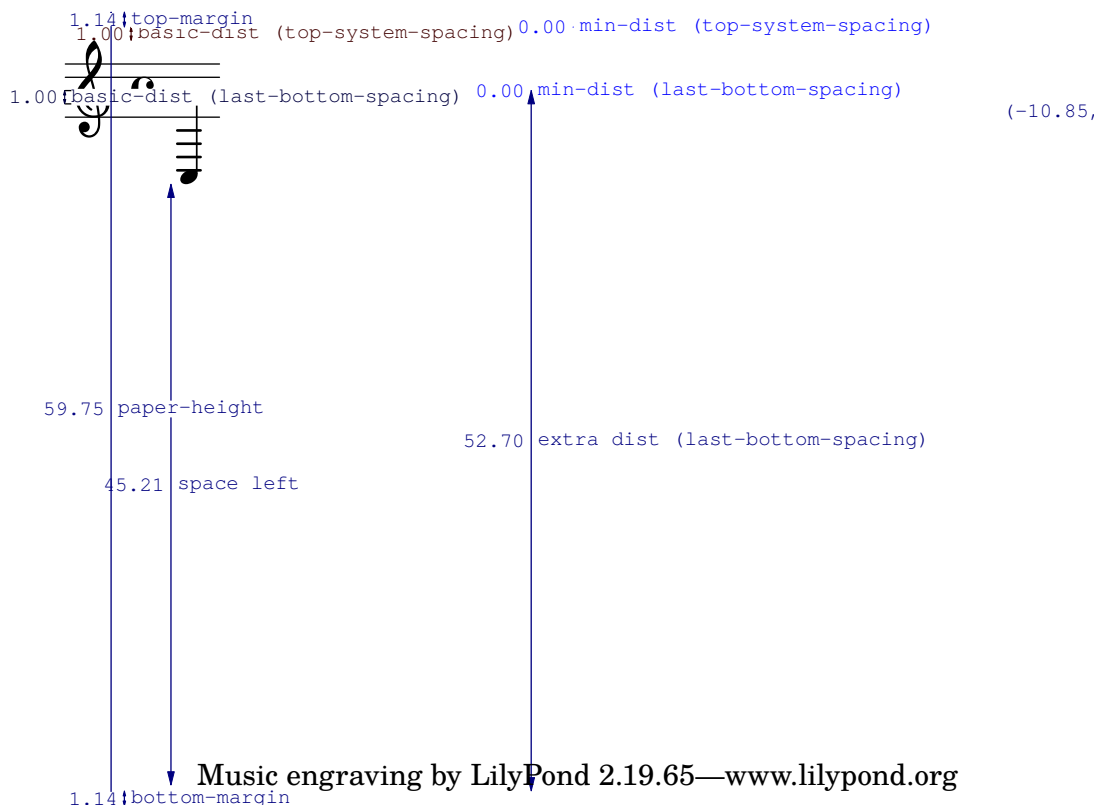 1.14 top-margin
1.00 basic-dist (top-system-spacing) 0.00 min-dist (top-system-spacing)
1.00 basic-dist (last-bottom-spacing) 0.00 min-dist (last-bottom-spacing)
(-10.85,
59.75 paper-height
52.70 extra dist (last-bottom-spacing)
45.21 space left
Music engraving by LilyPond 2.19.65—www.lilypond.org
1.14 bottom-margin